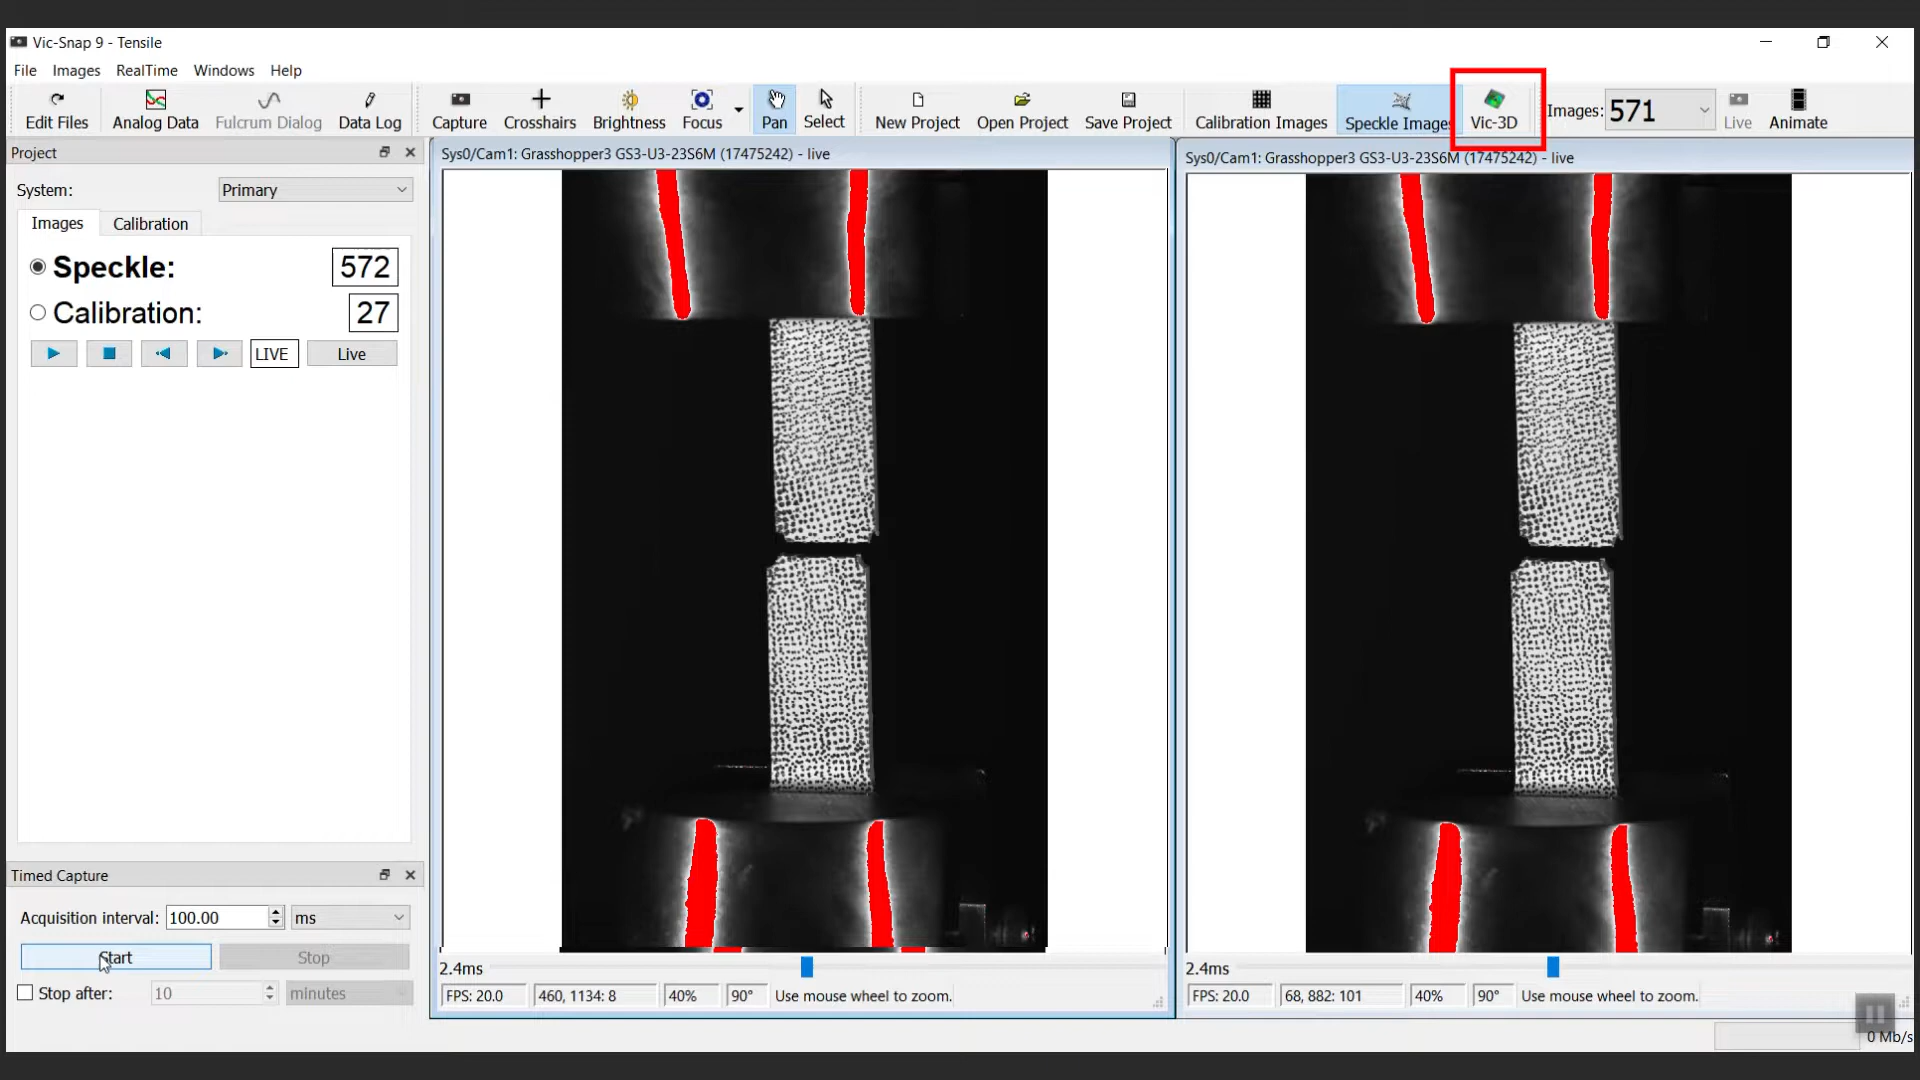 Vic-Snap 9 - Tensile
File Images RealTime Windows Help
Edit Files Analog Data Fulcrum Dialog Data Log Capture Crosshairs Brightness Focus Pan Select New Project Open Project Save Project Calibration Images Speckle Images Vic-3D Images: 571 Live Animate
Project
System: Primary
Images Calibration
Speckle: 572
Calibration: 27
LIVE Live
Timed Capture
Acquisition interval: 100.00 ms
Start Stop
Stop after: 10 minutes
Sys0/Cam1: Grasshopper3 GS3-U3-23S6M (17475242) - live
2.4ms
FPS: 20.0 460, 1134: 8 40% 90° Use mouse wheel to zoom.
Sys0/Cam1: Grasshopper3 GS3-U3-23S6M (17475242) - live
2.4ms
FPS: 20.0 68, 882: 101 40% 90° Use mouse wheel to zoom.
0 Mb/s